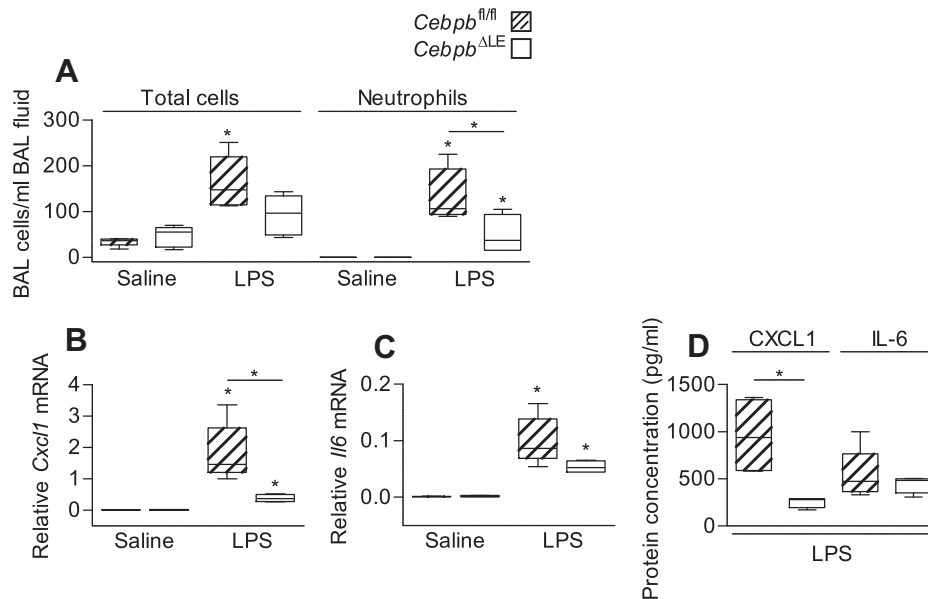 Cebpb fl/fl
Cebpb ΔLE
A
Total cells
Neutrophils
BAL cells/ml BAL fluid
300
200
100
0
*
*
*
*
Saline
LPS
Saline
LPS
B
Relative Cxcl1 mRNA
4
3
2
1
0
*
*
*
Saline
LPS
C
Relative Il6 mRNA
0.2
0.1
0.0
*
*
Saline
LPS
D
CXCL1
IL-6
Protein concentration (pg/ml)
1500
1000
500
0
*
LPS